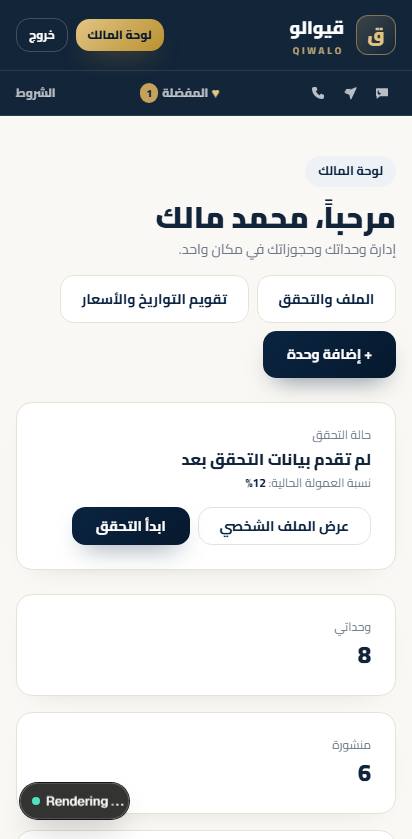 ق
قيوالو
QIWALO
لوحة المالك
خروج
♥ المفضلة 1
الشروط
لوحة المالك
مرحباً، محمد مالك
إدارة وحداتك وحجوزاتك في مكان واحد.
الملف والتحقق
تقويم التواريخ والأسعار
+ إضافة وحدة
حالة التحقق
لم تقدم بيانات التحقق بعد
نسبة العمولة الحالية: 12%
عرض الملف الشخصي
ابدأ التحقق
وحداتي
8
منشورة
6
Rendering ...